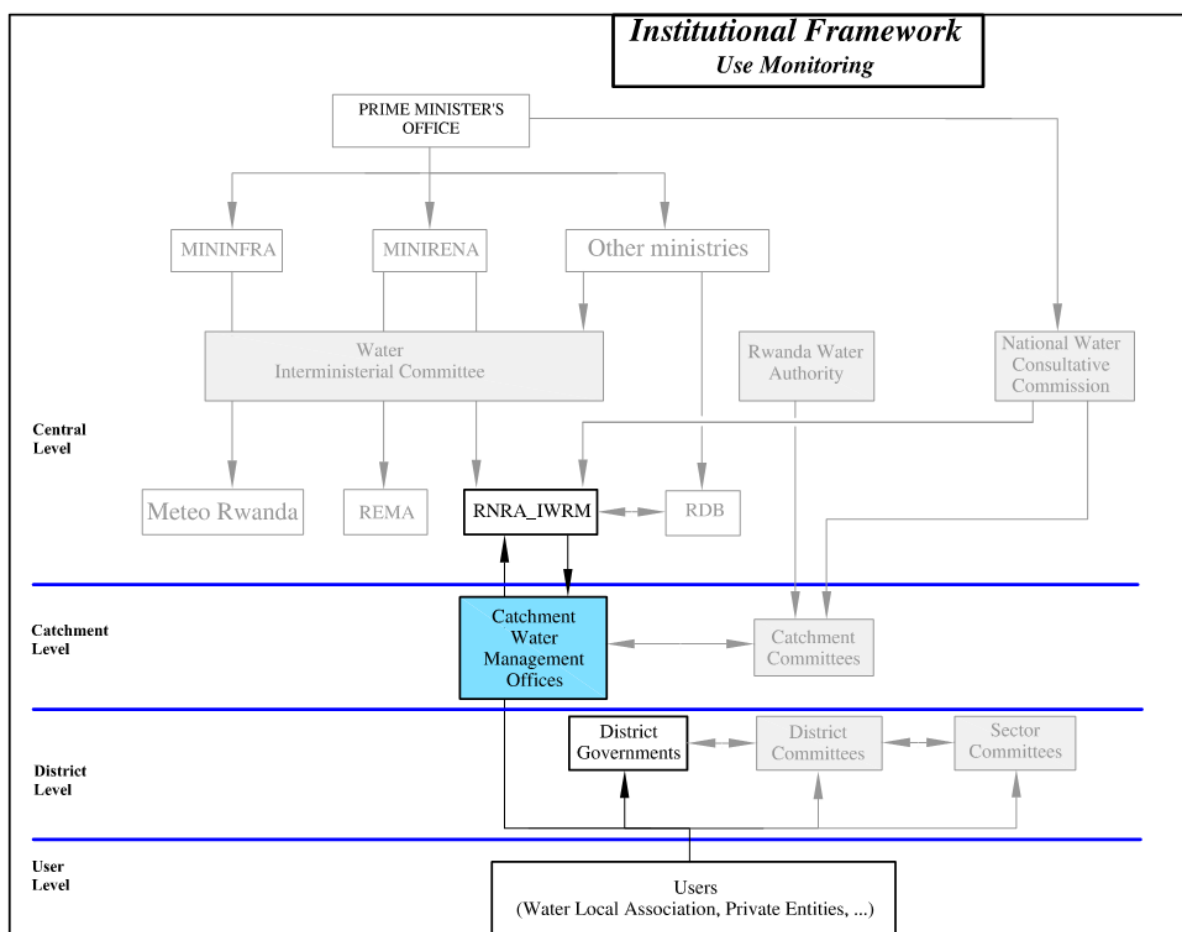 Institutional Framework
Use Monitoring
PRIME MINISTER'S
OFFICE
MININFRA
MINIRENA
Other ministries
Water
Interministerial Committee
Rwanda Water
Authority
National Water
Consultative
Commission
Central
Level
Meteo Rwanda
REMA
RNRA_IWRM
RDB
Catchment
Level
Catchment
Water
Management
Offices
Catchment
Committees
District
Level
District
Governments
District
Committees
Sector
Committees
User
Level
Users
(Water Local Association, Private Entities, ...)